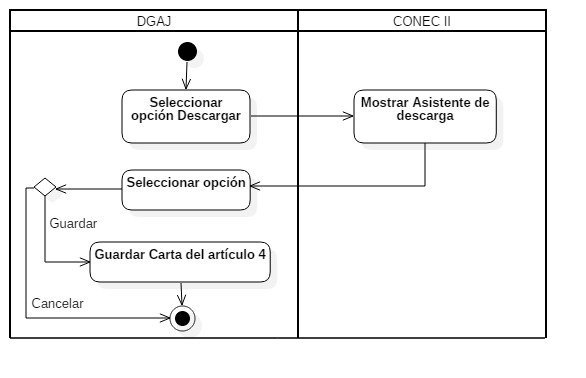 DGAJ
CONEC II
Seleccionar
opción Descargar
Mostrar Asistente de
descarga
Seleccionar opción
Guardar
Guardar Carta del artículo 4
Cancelar